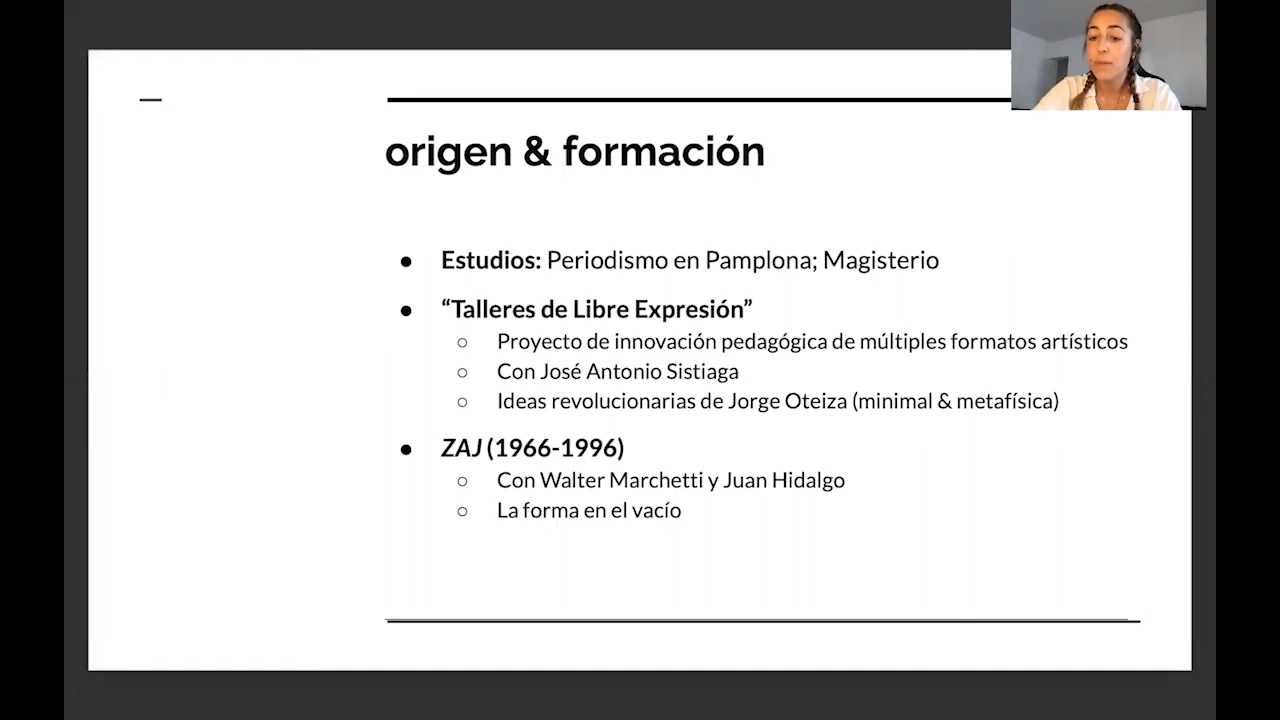 origen & formación
● Estudios: Periodismo en Pamplona; Magisterio
● “Talleres de Libre Expresión”
○ Proyecto de innovación pedagógica de múltiples formatos artísticos
○ Con José Antonio Sistiaga
○ Ideas revolucionarias de Jorge Oteiza (minimal & metafísica)
● ZAJ (1966-1996)
○ Con Walter Marchetti y Juan Hidalgo
○ La forma en el vacío